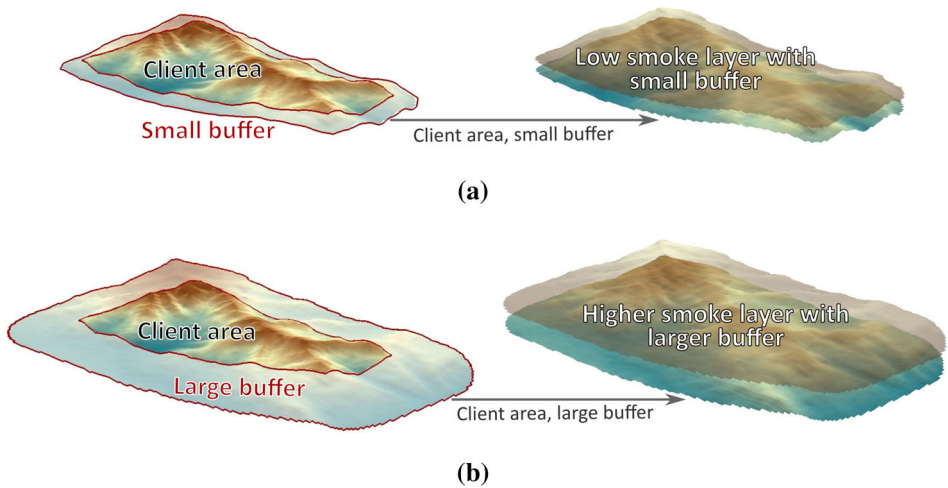 Client area
Small buffer
Client area, small buffer
Low smoke layer with
small buffer
(a)
Client area
Large buffer
Client area, large buffer
Higher smoke layer with
larger buffer
(b)